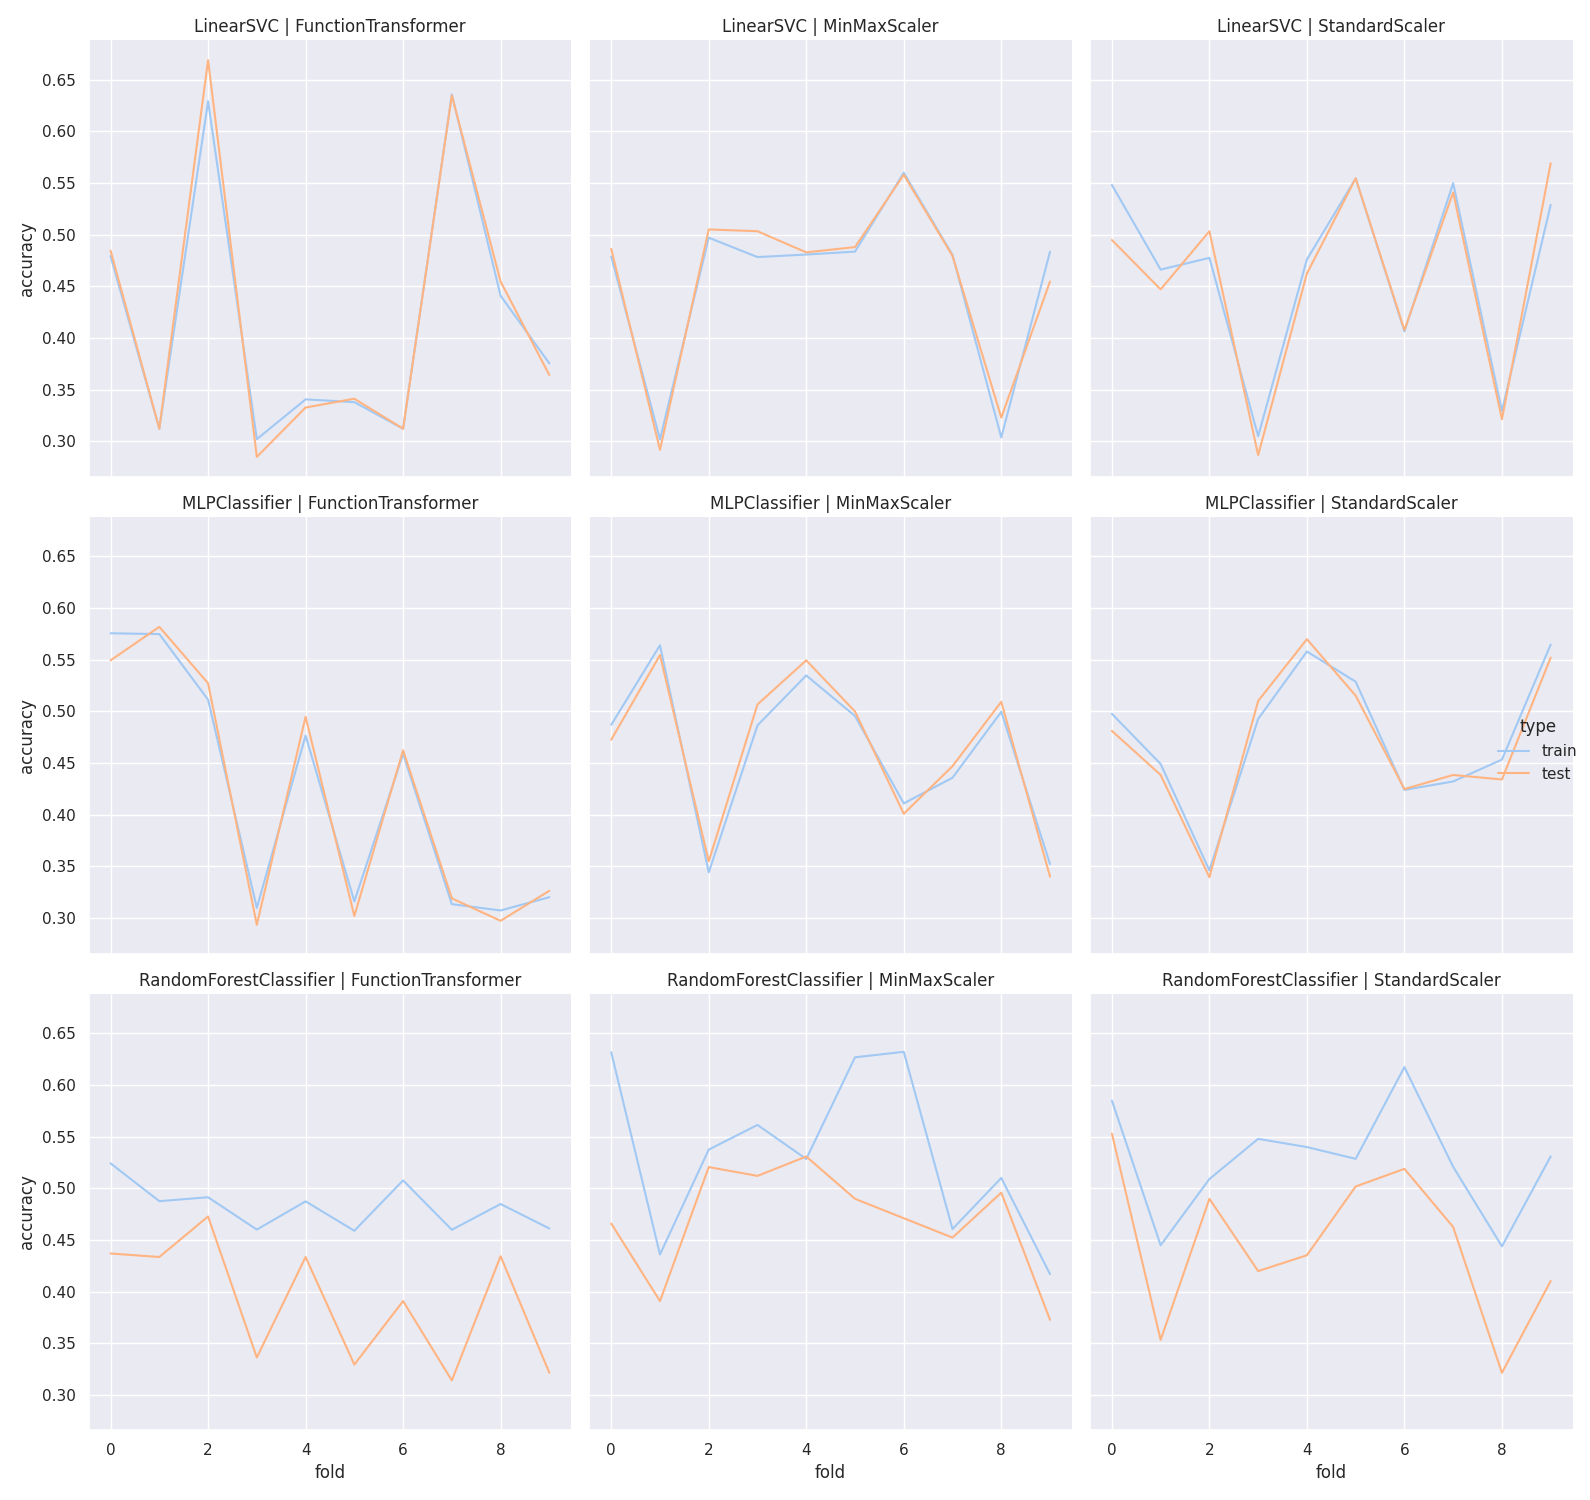 LinearSVC | FunctionTransformer
LinearSVC | MinMaxScaler
LinearSVC | StandardScaler
0.65
0.60
0.55
0.50
0.45
0.40
0.35
0.30
accuracy
MLPClassifier | FunctionTransformer
MLPClassifier | MinMaxScaler
MLPClassifier | StandardScaler
0.65
0.60
0.55
0.50
0.45
0.40
0.35
0.30
accuracy
type
train
test
RandomForestClassifier | FunctionTransformer
RandomForestClassifier | MinMaxScaler
RandomForestClassifier | StandardScaler
0.65
0.60
0.55
0.50
0.45
0.40
0.35
0.30
accuracy
0 2 4 6 8
0 2 4 6 8
0 2 4 6 8
fold
fold
fold